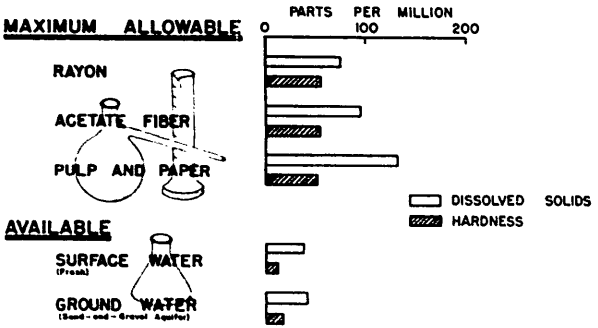 PARTS PER MILLION
MAXIMUM ALLOWABLE
0 100 200
RAYON
ACETATE FIBER
PULP AND PAPER
DISSOLVED SOLIDS
HARDNESS
AVAILABLE
SURFACE WATER
(Fresh)
GROUND WATER
(Sand-and-Gravel Aquifer)